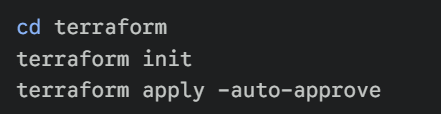 cd terraform
terraform init
terraform apply -auto-approve